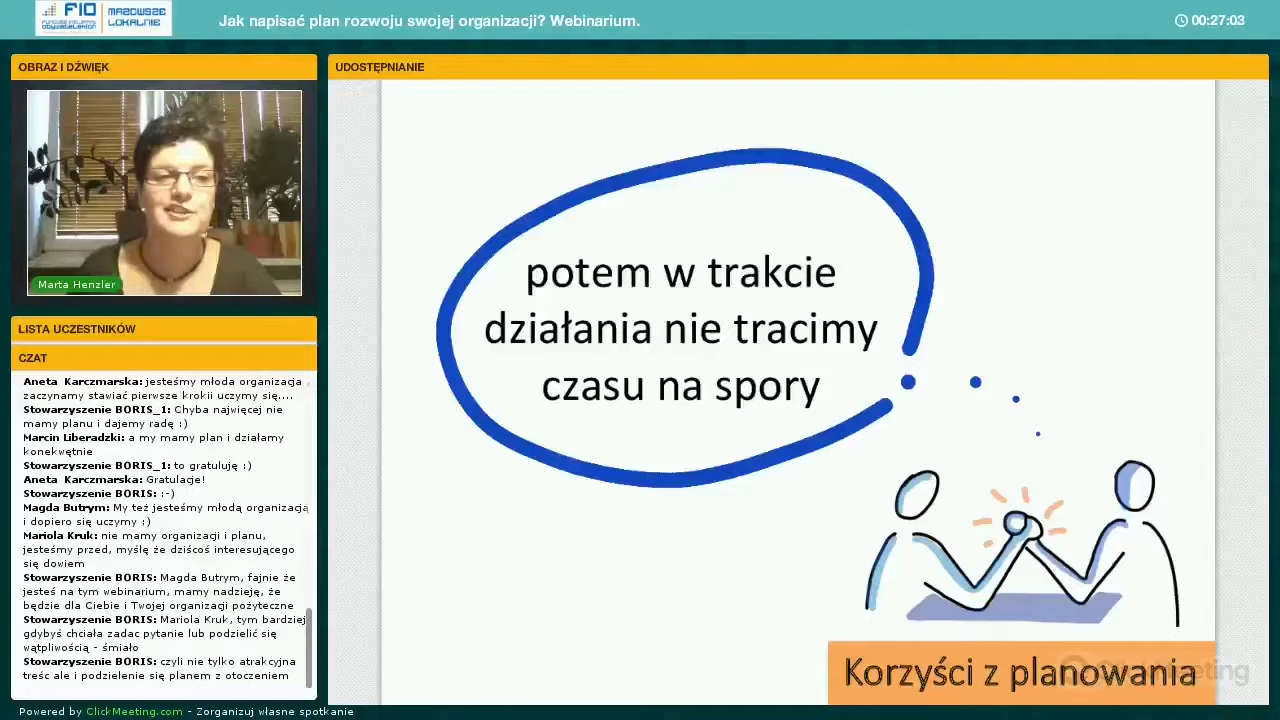 FIO
MAZOWSZE
LOKALNIE
Jak napisać plan rozwoju swojej organizacji? Webinarium.
00:27:03
OBRAZ I DŹWIĘK
Marta Henzler
LISTA UCZESTNIKÓW
CZAT
Aneta Karczmarska: jesteśmy młoda organizacja ,
zaczynamy stawiać pierwsze krokii uczymy się....
Stowarzyszenie BORIS_1: Chyba najwięcej nie
mamy planu i dajemy radę :)
Marcin Liberadzki: a my mamy plan i działamy
konekwętnie
Stowarzyszenie BORIS_1: to gratuluję :)
Aneta Karczmarska: Gratulacje!
Stowarzyszenie BORIS: :-)
Magda Butrym: My też jesteśmy młodą organizacją
i dopiero się uczymy :)
Mariola Kruk: nie mamy organizacji i planu,
jesteśmy przed, myślę że dziścoś interesującego
się dowiem
Stowarzyszenie BORIS: Magda Butrym, fajnie że
jesteś na tym webinarium, mamy nadzieję, że
będzie dla Ciebie i Twojej organizacji pożyteczne
Stowarzyszenie BORIS: Mariola Kruk, tym bardziej
gdybyś chciała zadac pytanie lub podzielić się
wątpliwością - śmiało
Stowarzyszenie BORIS: czyli nie tylko atrakcyjna
treśc ale i podzielenie się planem z otoczeniem
UDOSTĘPNIANIE
potem w trakcie
działania nie tracimy
czasu na spory
Korzyści z planowania
Powered by ClickMeeting.com - Zorganizuj własne spotkanie